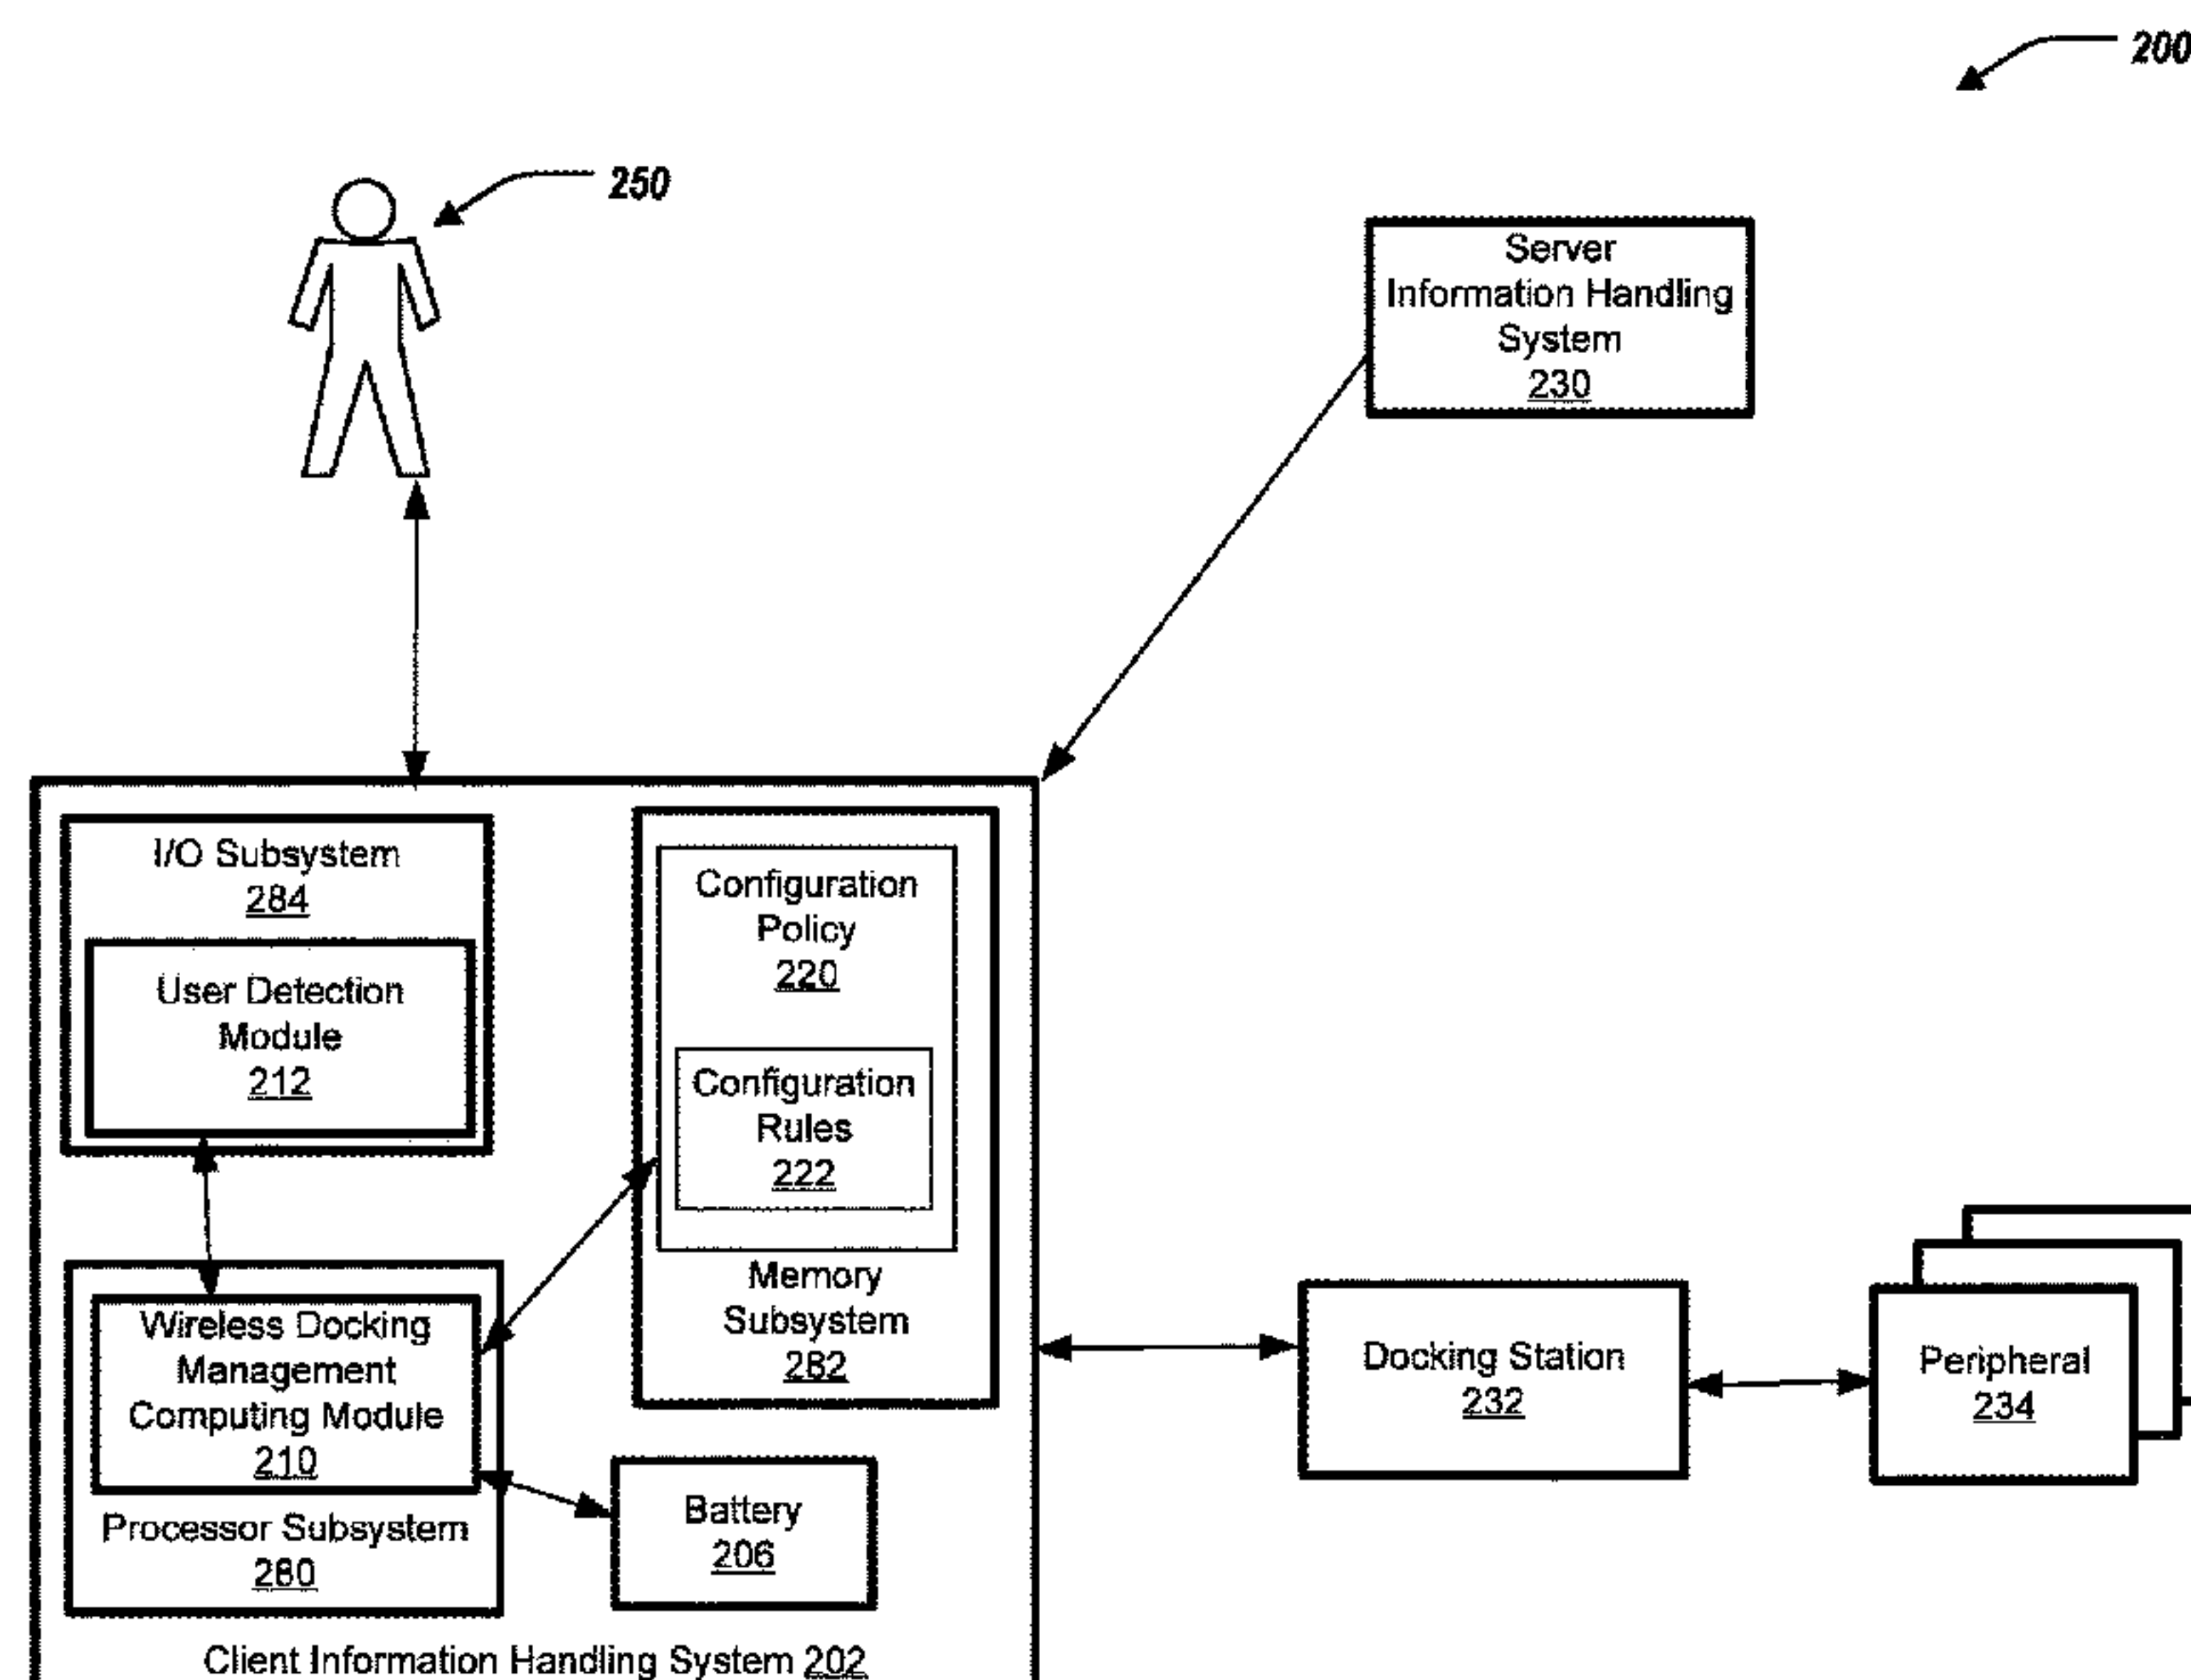 200
250
Server
Information Handling
System
230
I/O Subsystem
284
User Detection
Module
212
Configuration
Policy
220
Configuration
Rules
222
Memory
Subsystem
282
Wireless Docking
Management
Computing Module
210
Processor Subsystem
280
Battery
206
Client Information Handling System 202
Docking Station
232
Peripheral
234